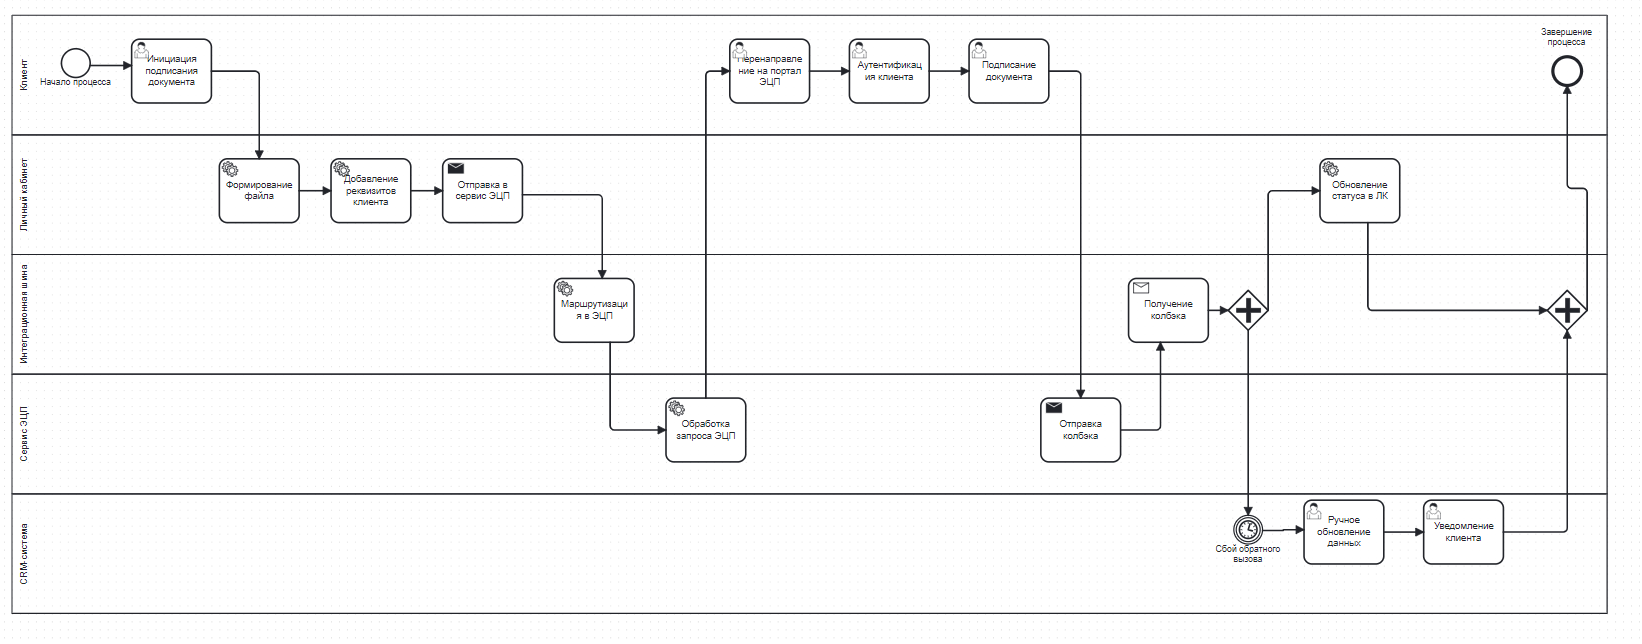 Клиент
Начало процесса
Инициация
подписания
документа
Перенаправле
ние на портал
ЭЦП
Аутентификац
ия клиента
Подписание
документа
Завершение
процесса
Личный кабинет
Формирование
файла
Добавление
реквизитов
клиента
Отправка в
сервис ЭЦП
Обновление
статуса в ЛК
Интеграционная шина
Маршрутизаци
я в ЭЦП
Получение
колбэка
Сервис ЭЦП
Обработка
запроса ЭЦП
Отправка
колбэка
CRM-система
Сбой обратного
вызова
Ручное
обновление
данных
Уведомление
клиента